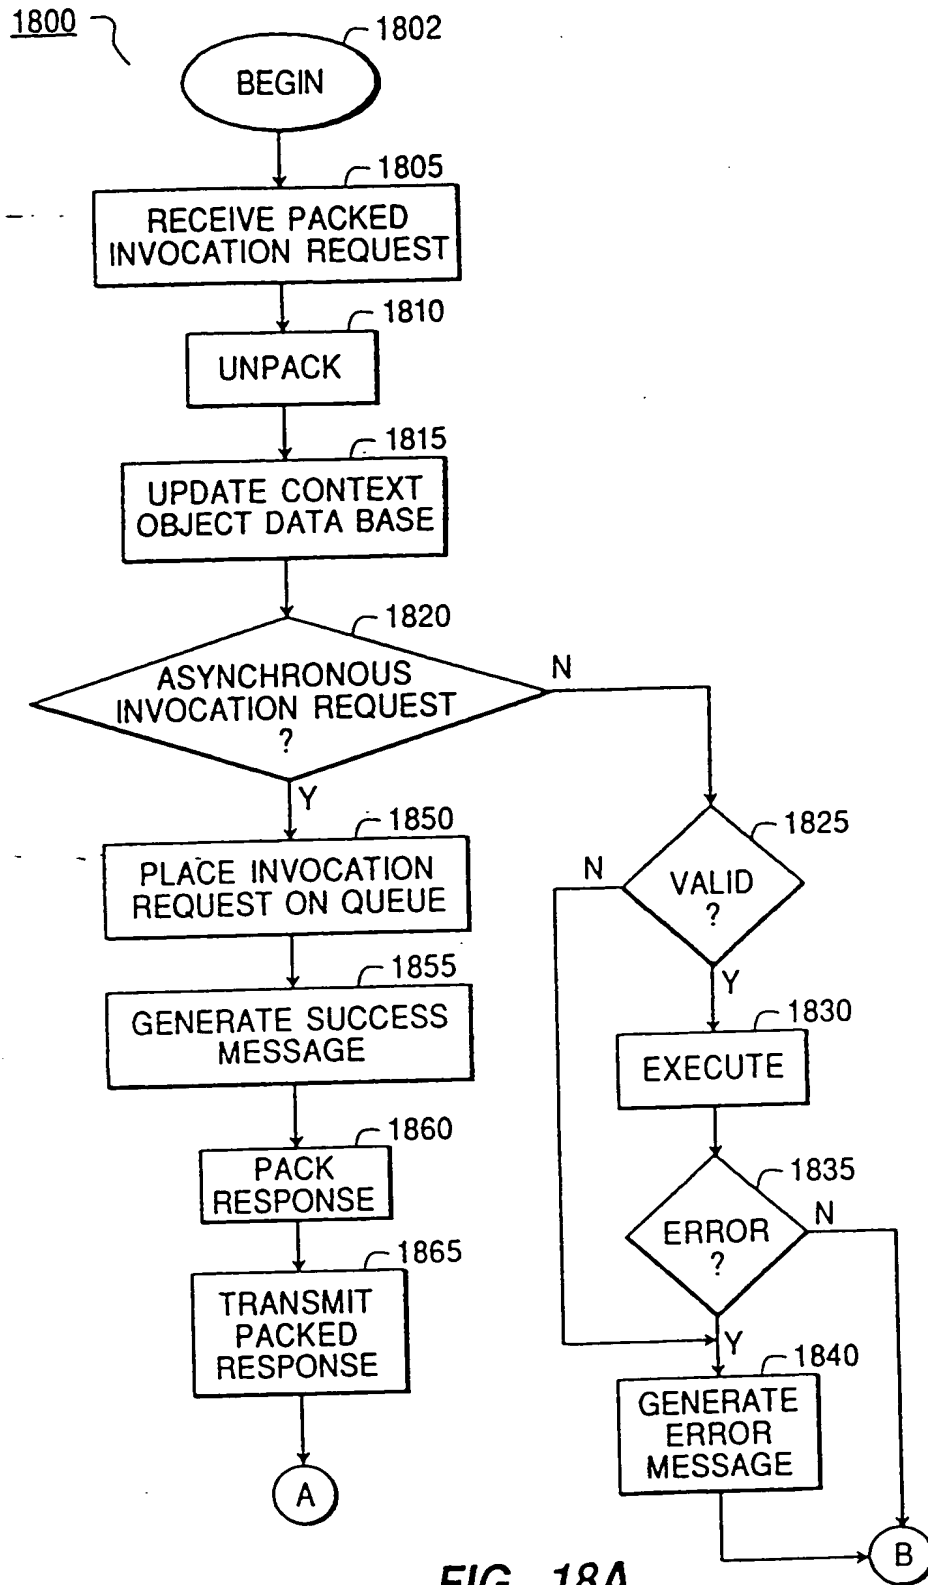 1800
1802
BEGIN
1805
RECEIVE PACKED
INVOCATION REQUEST
1810
UNPACK
1815
UPDATE CONTEXT
OBJECT DATA BASE
1820
ASYNCHRONOUS
INVOCATION REQUEST
?
N
Y
1850
PLACE INVOCATION
REQUEST ON QUEUE
1855
GENERATE SUCCESS
MESSAGE
1860
PACK
RESPONSE
1865
TRANSMIT
PACKED
RESPONSE
A
1825
VALID
?
N
Y
1830
EXECUTE
1835
ERROR
?
N
Y
1840
GENERATE
ERROR
MESSAGE
B
FIG. 18A